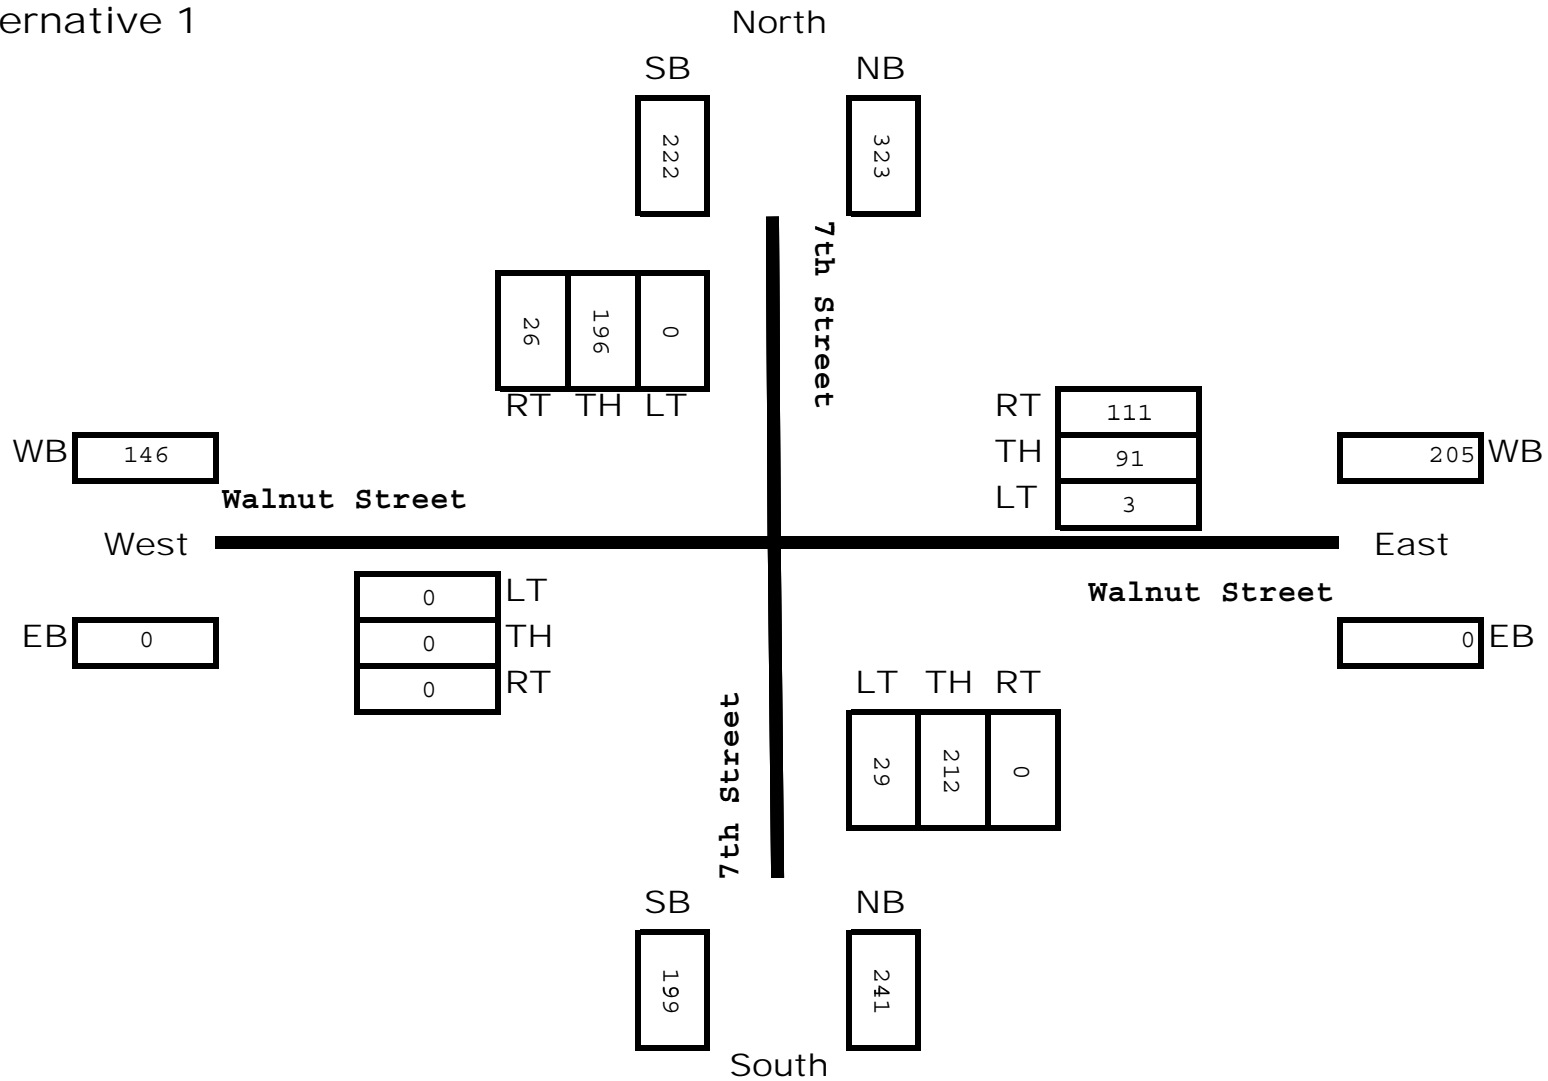 ernative 1
North
SB
NB
222
323
7th Street
26
196
0
RT TH LT
RT
111
TH
91
LT
3
WB
146
205
WB
Walnut Street
West
East
Walnut Street
0
LT
0
TH
0
RT
EB
0
0
EB
LT TH RT
29
212
0
7th Street
SB
NB
199
241
South